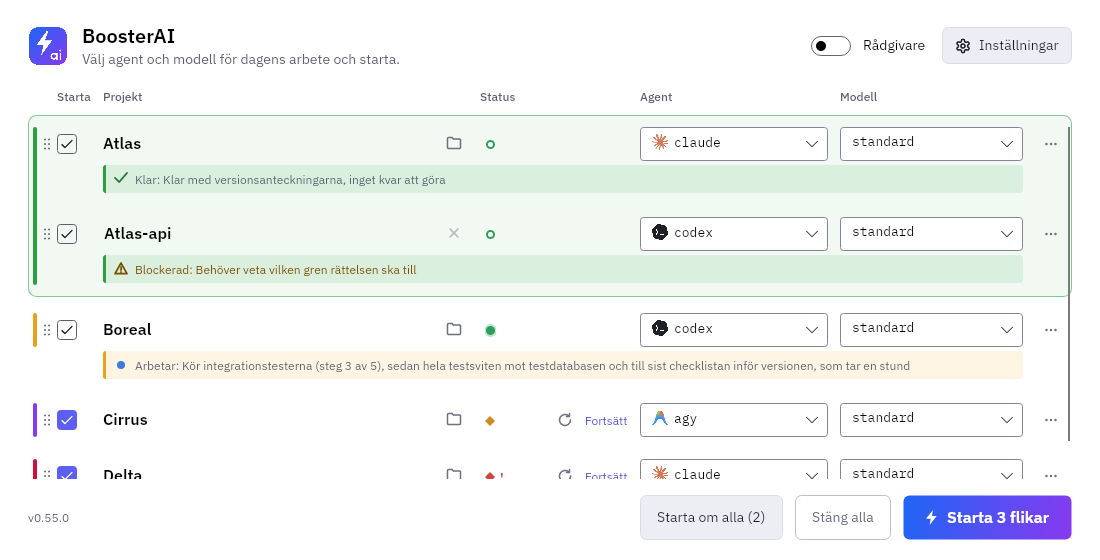 ai
BoosterAI
Välj agent och modell för dagens arbete och starta.
Rådgivare
Inställningar
Starta Projekt Status Agent Modell
Atlas claude standard ···
Klar: Klar med versionsanteckningarna, inget kvar att göra
Atlas-api codex standard ···
Blockerad: Behöver veta vilken gren rättelsen ska till
Boreal codex standard ···
Arbetar: Kör integrationstesterna (steg 3 av 5), sedan hela testsviten mot testdatabasen och till sist checklistan inför versionen, som tar en stund
Cirrus Fortsätt agy standard ···
Delta ! Fortsätt claude standard ···
v0.55.0
Starta om alla (2)
Stäng alla
Starta 3 flikar